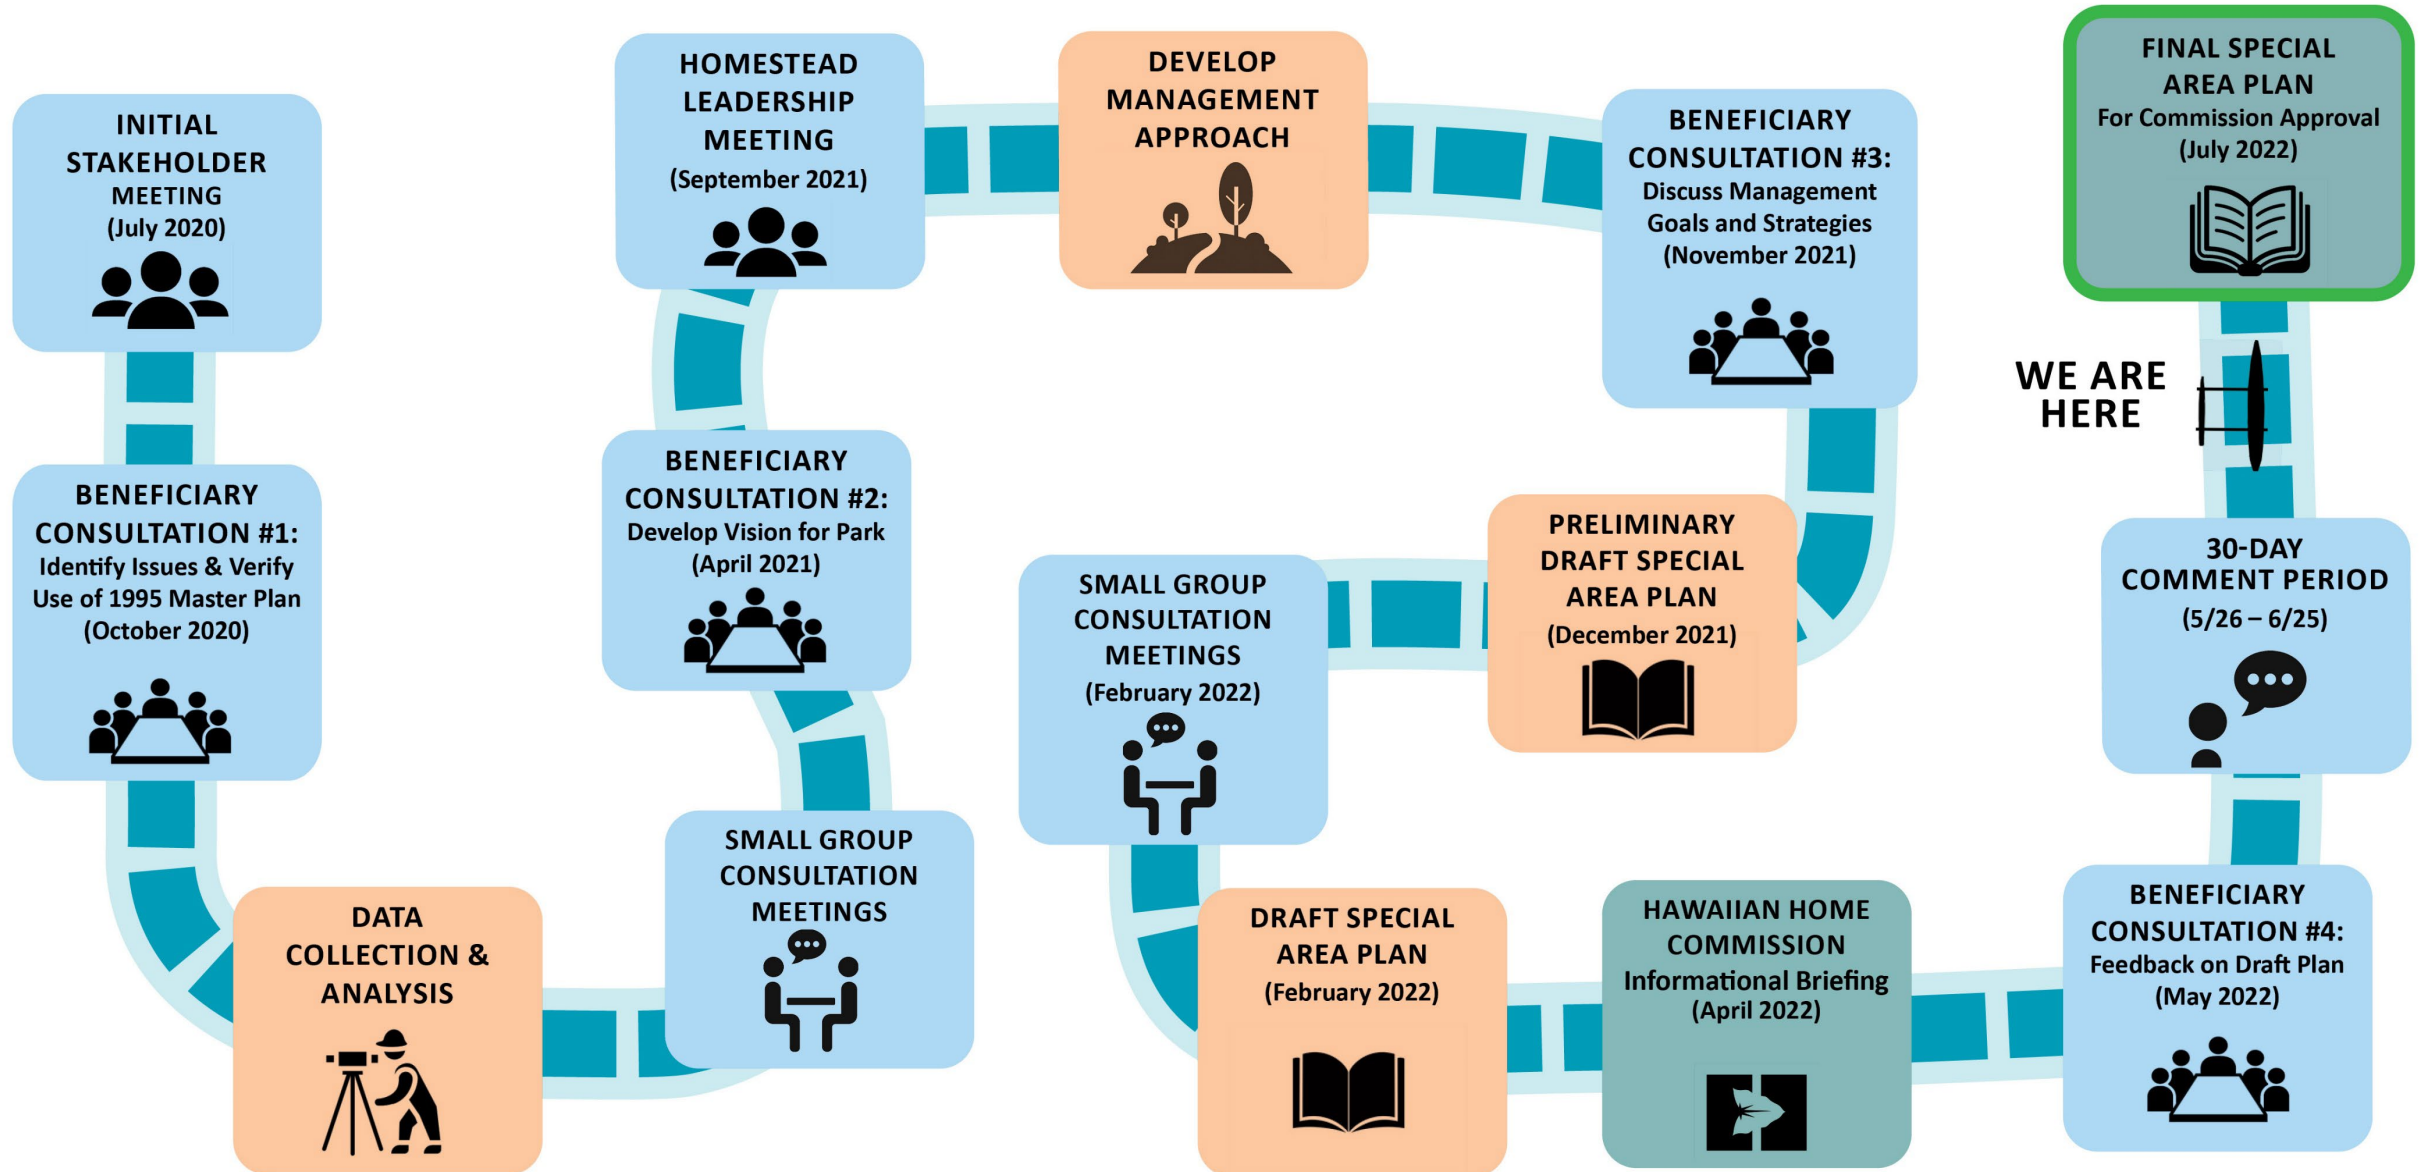 INITIAL
STAKEHOLDER
MEETING
(July 2020)
BENEFICIARY
CONSULTATION #1:
Identify Issues & Verify
Use of 1995 Master Plan
(October 2020)
DATA
COLLECTION &
ANALYSIS
SMALL GROUP
CONSULTATION
MEETINGS
BENEFICIARY
CONSULTATION #2:
Develop Vision for Park
(April 2021)
HOMESTEAD
LEADERSHIP
MEETING
(September 2021)
DEVELOP
MANAGEMENT
APPROACH
BENEFICIARY
CONSULTATION #3:
Discuss Management
Goals and Strategies
(November 2021)
PRELIMINARY
DRAFT SPECIAL
AREA PLAN
(December 2021)
SMALL GROUP
CONSULTATION
MEETINGS
(February 2022)
DRAFT SPECIAL
AREA PLAN
(February 2022)
HAWAIIAN HOME
COMMISSION
Informational Briefing
(April 2022)
BENEFICIARY
CONSULTATION #4:
Feedback on Draft Plan
(May 2022)
30-DAY
COMMENT PERIOD
(5/26 – 6/25)
WE ARE
HERE
FINAL SPECIAL
AREA PLAN
For Commission Approval
(July 2022)